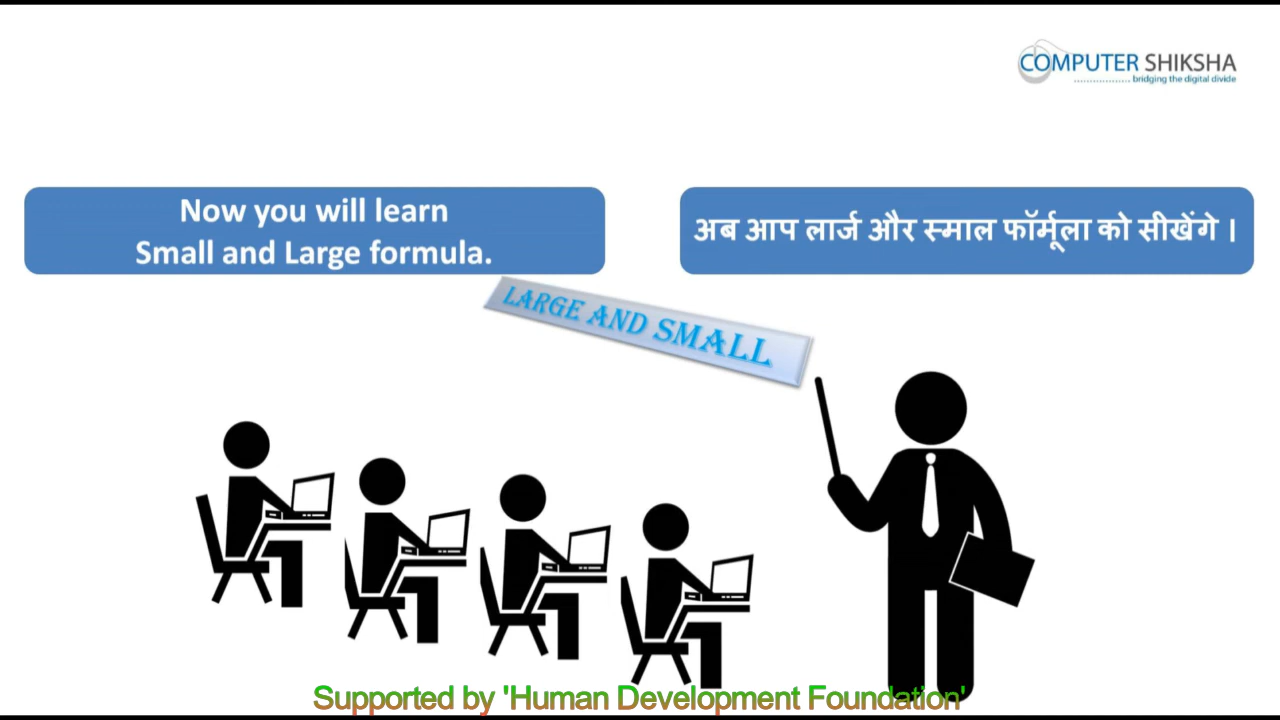 COMPUTER SHIKSHA
bridging the digital divide
Now you will learn
Small and Large formula.
अब आप लार्ज और स्माल फॉर्मूला को सीखेंगे ।
LARGE AND SMALL
Supported by 'Human Development Foundation'